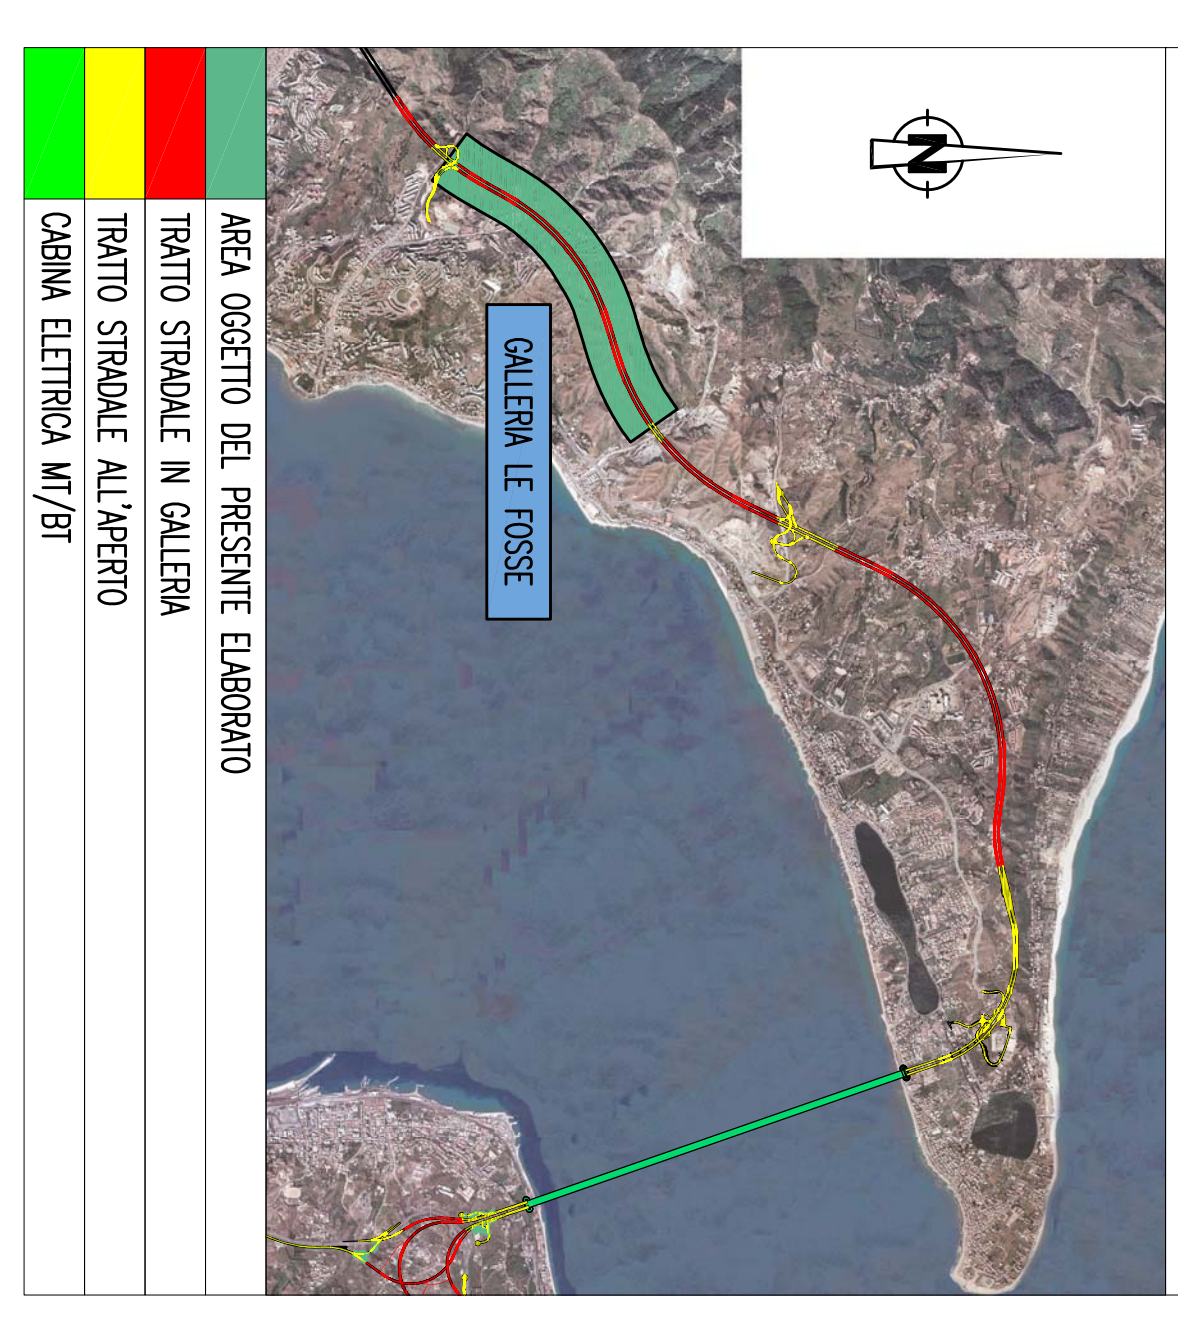 N
GALLERIA LE FOSSE
AREA OGGETTO DEL PRESENTE ELABORATO
TRATTO STRADALE IN GALLERIA
TRATTO STRADALE ALL'APERTO
CABINA ELETTRICA MT/BT